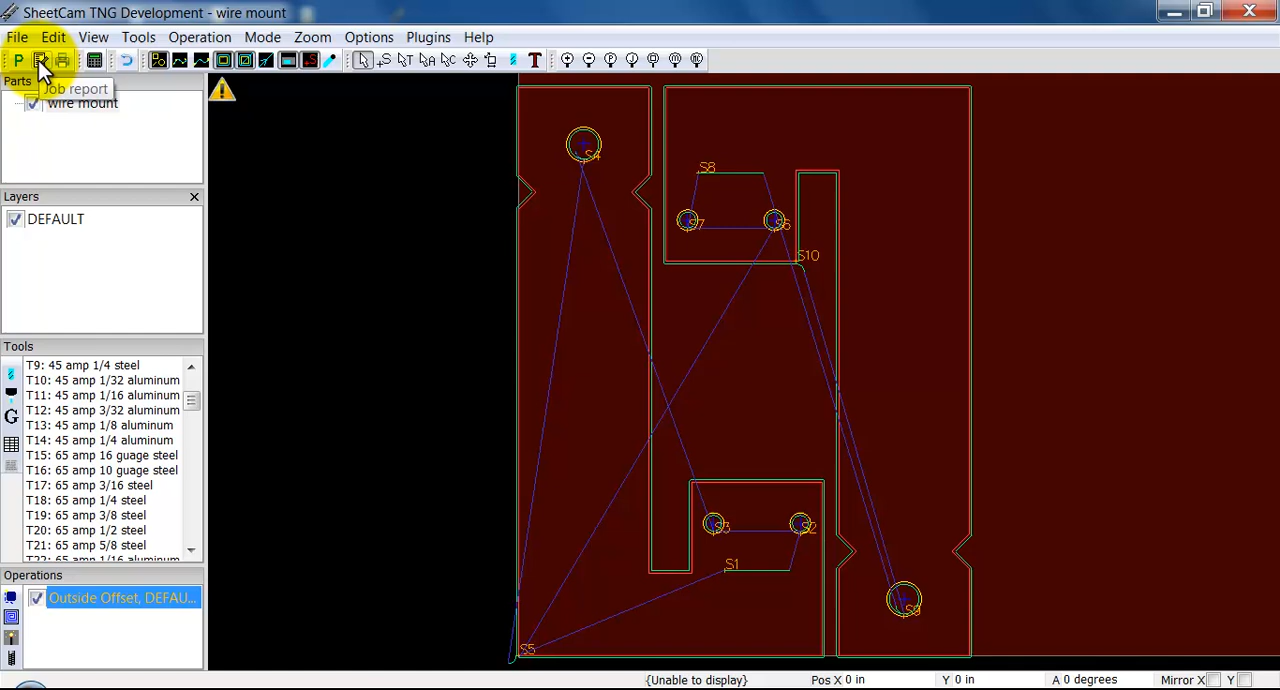 SheetCam TNG Development - wire mount
File Edit View Tools Operation Mode Zoom Options Plugins Help
P
+S +T +A +C T
Job report
Parts
wire mount
Layers
DEFAULT
Tools
T9: 45 amp 1/4 steel
T10: 45 amp 1/32 aluminum
T11: 45 amp 1/16 aluminum
T12: 45 amp 3/32 aluminum
T13: 45 amp 1/8 aluminum
T14: 45 amp 1/4 aluminum
T15: 65 amp 16 guage steel
T16: 65 amp 10 guage steel
T17: 65 amp 3/16 steel
T18: 65 amp 1/4 steel
T19: 65 amp 3/8 steel
T20: 65 amp 1/2 steel
T21: 65 amp 5/8 steel
T22: 65 amp 1/16 aluminum
G
Operations
Outside Offset, DEFAU...
S4
S8
S7
S6
S10
S3
S2
S1
S9
S5
{Unable to display} Pos X 0 in Y 0 in A 0 degrees Mirror X Y